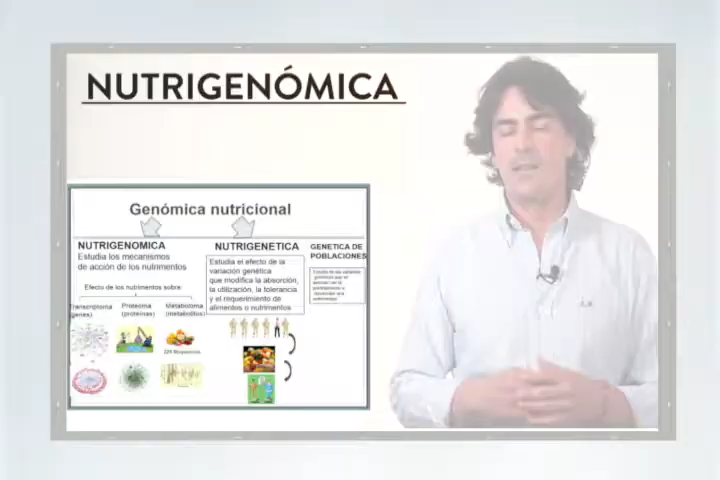 NUTRIGENÓMICA
Genómica nutricional
NUTRIGENOMICA
Estudia los mecanismos
de acción de los nutrimentos
Efecto de los nutrimentos sobre:
Transcriptoma
(genes)
Proteoma
(proteínas)
Metaboloma
(metabolitos)
NUTRIGENETICA
Estudia el efecto de la
variación genética
que modifica la absorción,
la utilización, la tolerancia
y el requerimiento de
alimentos o nutrimentos
GENETICA DE
POBLACIONES